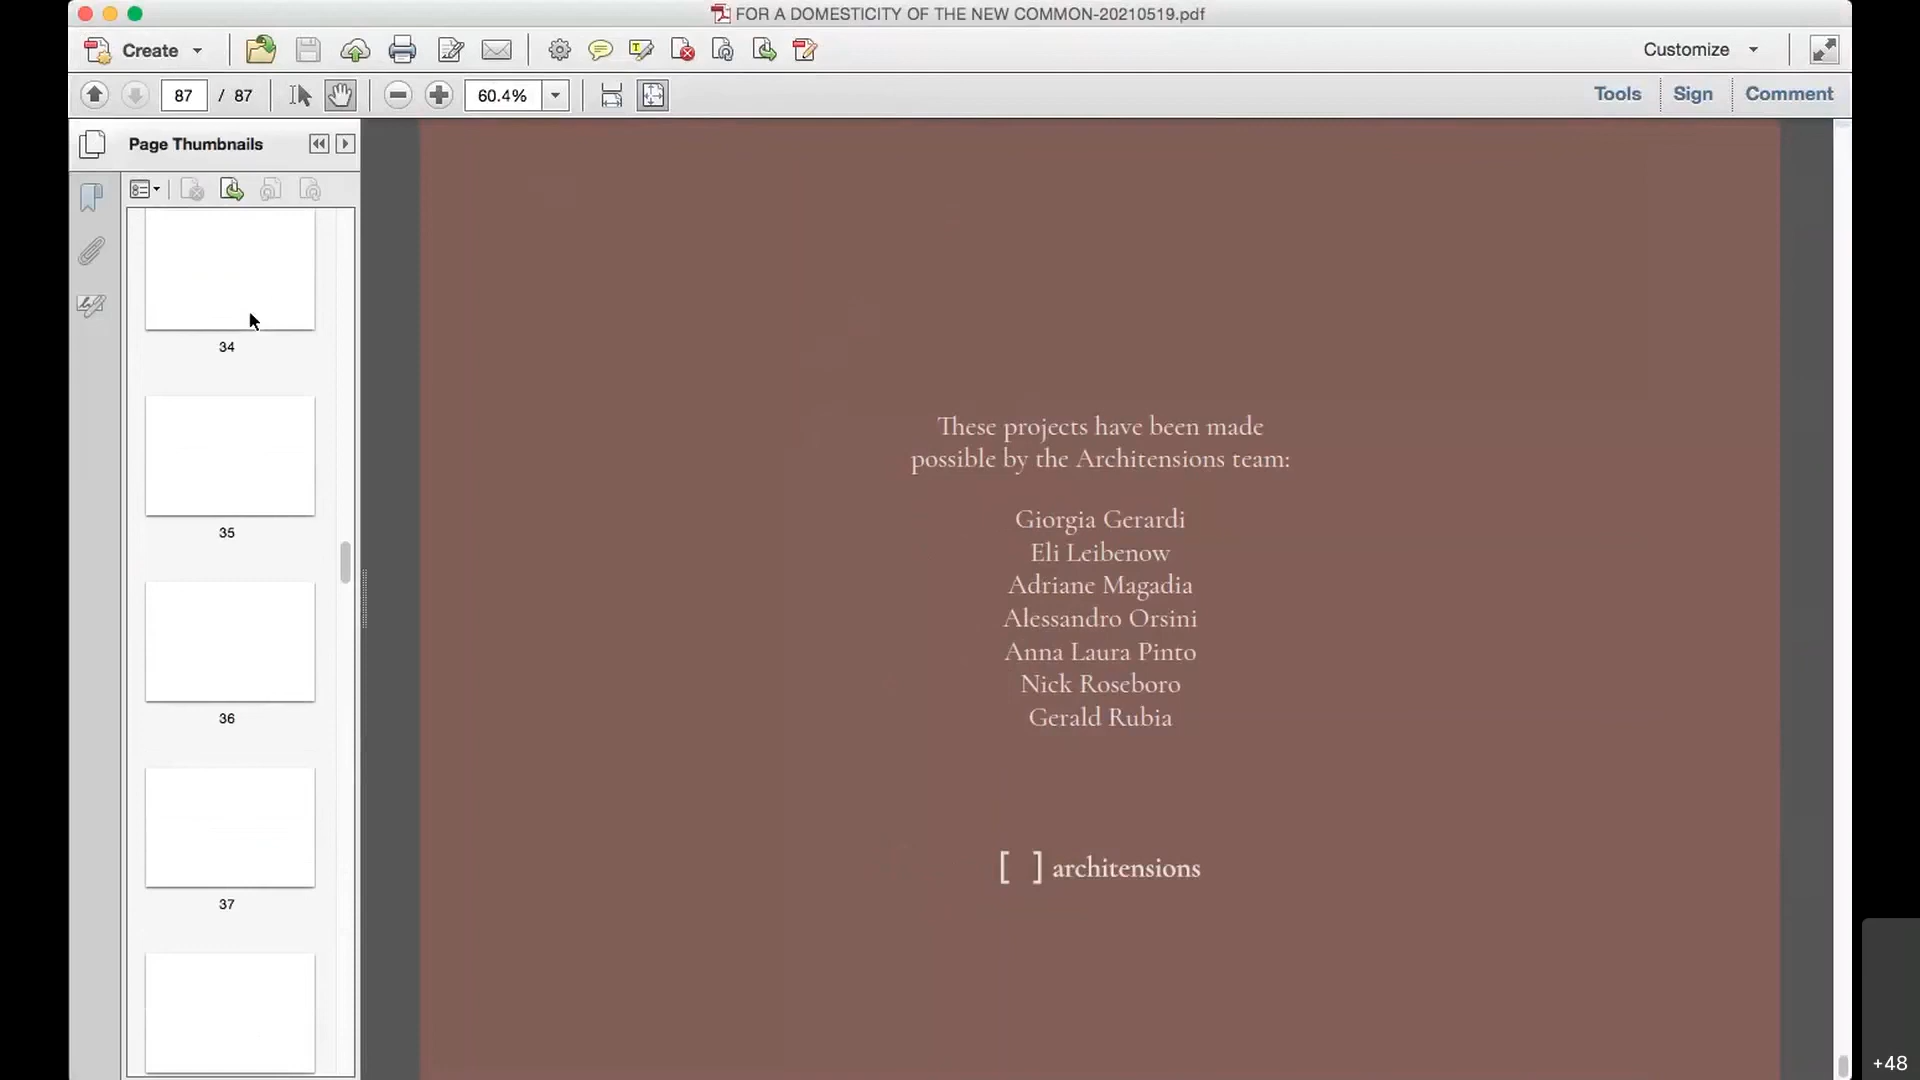 FOR A DOMESTICITY OF THE NEW COMMON-20210519.pdf
Create
Customize
87 / 87
60.4%
Tools
Sign
Comment
Page Thumbnails
34
35
36
37
These projects have been made
possible by the Architensions team:
Giorgia Gerardi
Eli Leibenow
Adriane Magadia
Alessandro Orsini
Anna Laura Pinto
Nick Roseboro
Gerald Rubia
[ ] architensions
+48